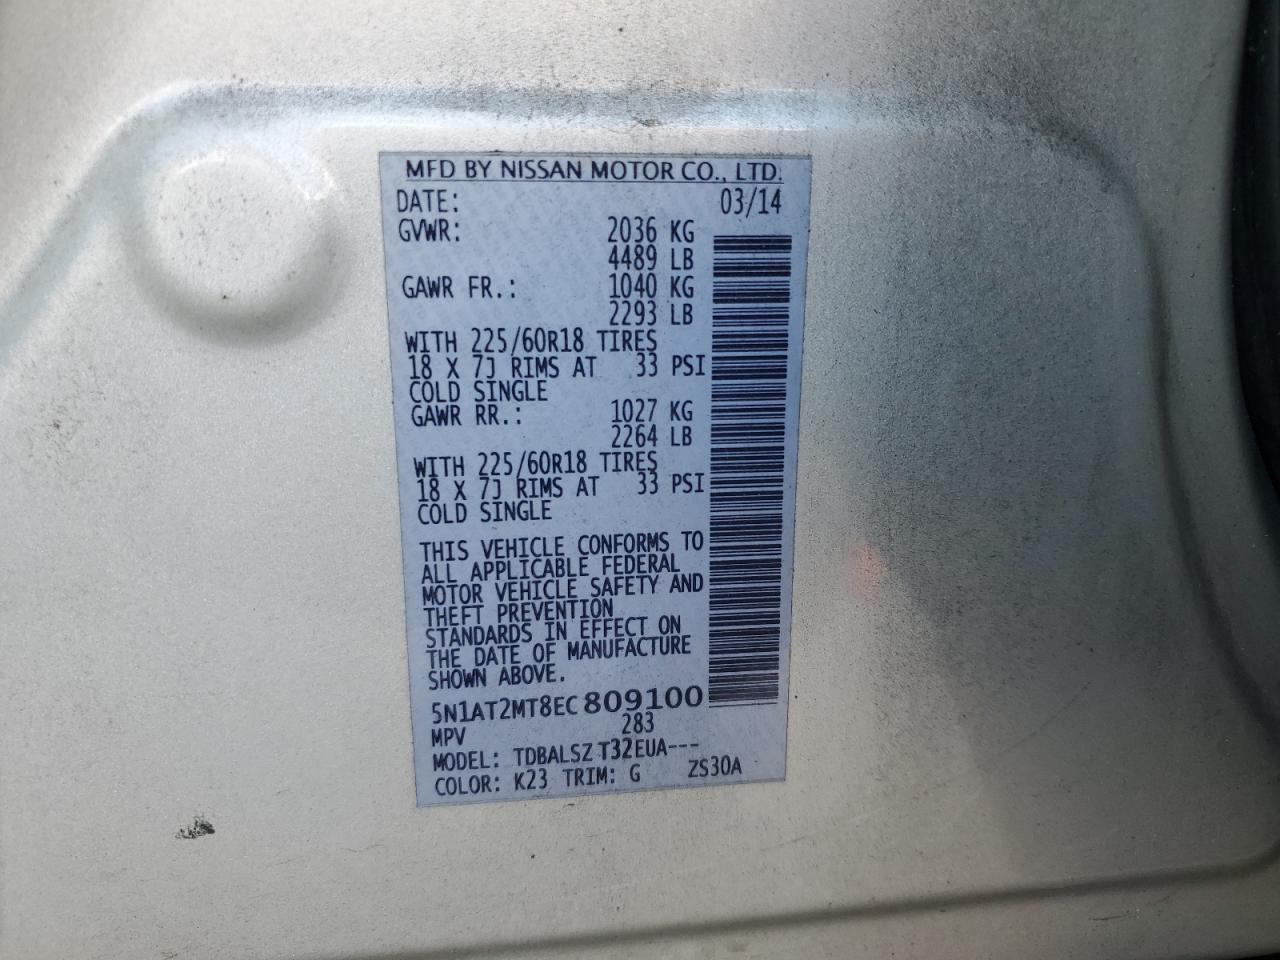 MFD BY NISSAN MOTOR CO., LTD.
DATE: 03/14
GVWR: 2036 KG
4489 LB
GAWR FR.: 1040 KG
2293 LB
WITH 225/60R18 TIRES
18 X 7J RIMS AT 33 PSI
COLD SINGLE
GAWR RR.: 1027 KG
2264 LB
WITH 225/60R18 TIRES
18 X 7J RIMS AT 33 PSI
COLD SINGLE
THIS VEHICLE CONFORMS TO
ALL APPLICABLE FEDERAL
MOTOR VEHICLE SAFETY AND
THEFT PREVENTION
STANDARDS IN EFFECT ON
THE DATE OF MANUFACTURE
SHOWN ABOVE.
5N1AT2MT8EC809100
MPV 283
MODEL: TDBALSZ T32EUA---
COLOR: K23 TRIM: G ZS30A